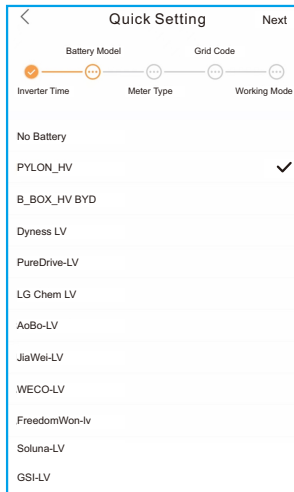 Quick Setting Next
Battery Model Grid Code
Inverter Time Meter Type Working Mode
No Battery
PYLON_HV
B_BOX_HV BYD
Dyness LV
PureDrive-LV
LG Chem LV
AoBo-LV
JiaWei-LV
WECO-LV
FreedomWon-lv
Soluna-LV
GSI-LV